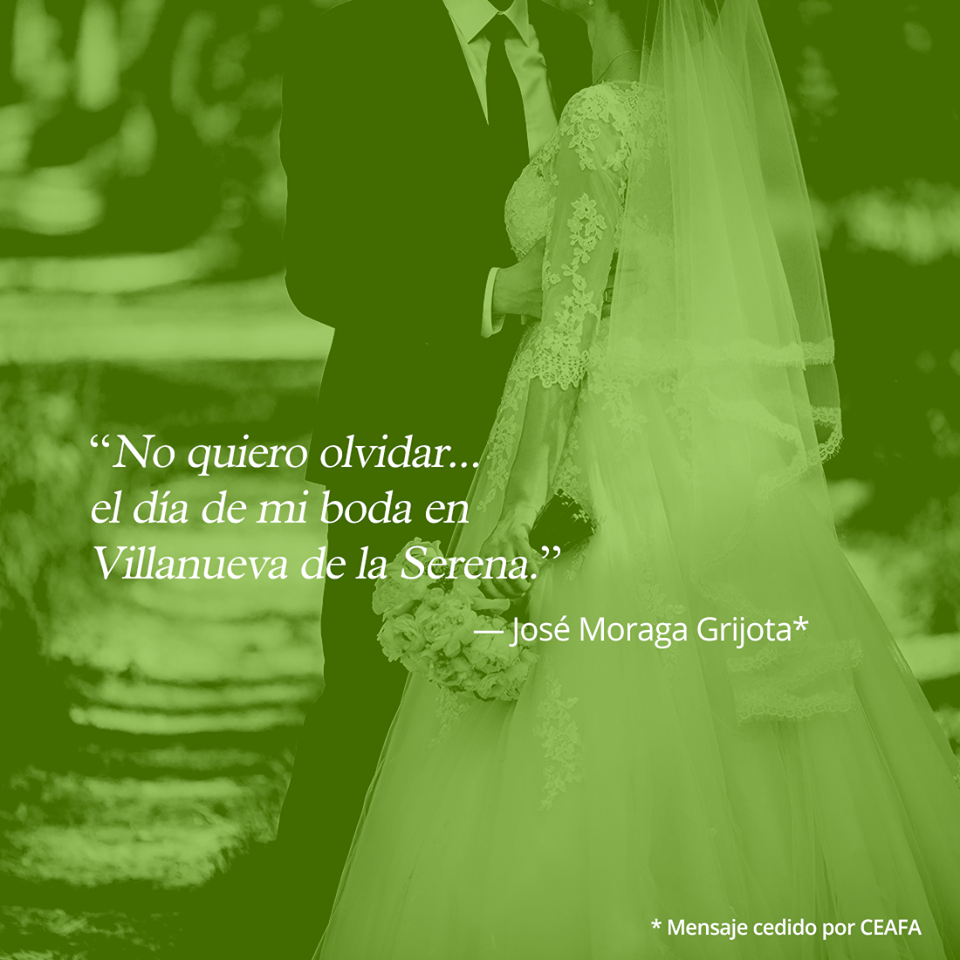 “No quiero olvidar...
el día de mi boda en
Villanueva de la Serena.”
— José Moraga Grijota*
* Mensaje cedido por CEAFA